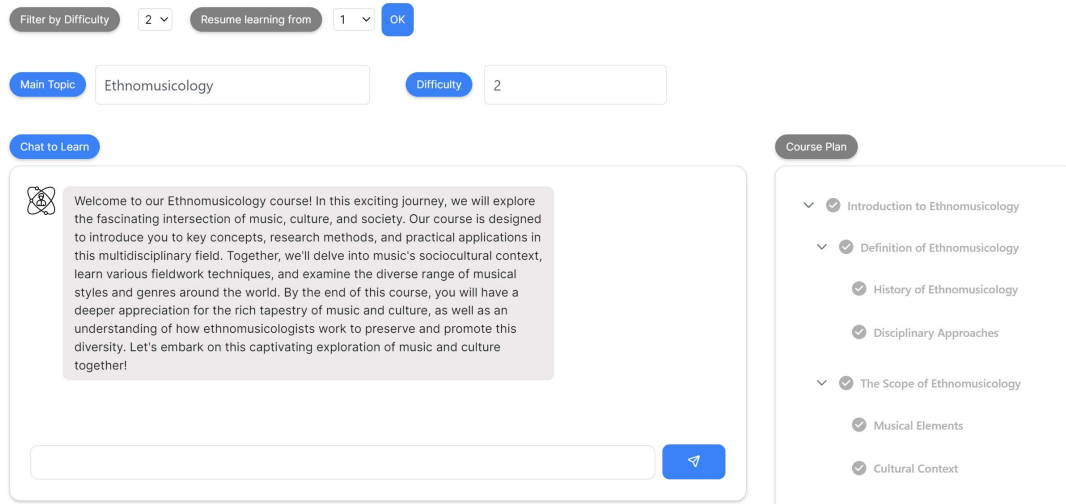 Filter by Difficulty 2 Resume learning from 1 OK
Main Topic Ethnomusicology Difficulty 2
Chat to Learn
Welcome to our Ethnomusicology course! In this exciting journey, we will explore
the fascinating intersection of music, culture, and society. Our course is designed
to introduce you to key concepts, research methods, and practical applications in
this multidisciplinary field. Together, we'll delve into music's sociocultural context,
learn various fieldwork techniques, and examine the diverse range of musical
styles and genres around the world. By the end of this course, you will have a
deeper appreciation for the rich tapestry of music and culture, as well as an
understanding of how ethnomusicologists work to preserve and promote this
diversity. Let's embark on this captivating exploration of music and culture
together!
Course Plan
Introduction to Ethnomusicology
Definition of Ethnomusicology
History of Ethnomusicology
Disciplinary Approaches
The Scope of Ethnomusicology
Musical Elements
Cultural Context